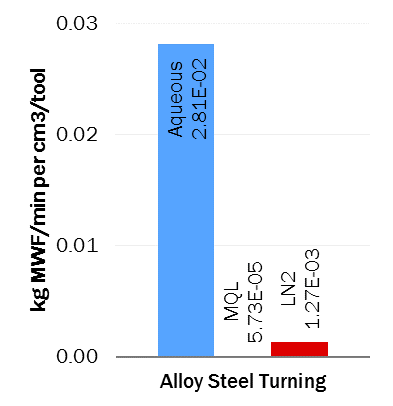 kg MWF/min per cm3/tool
0.03
0.02
0.01
0.00
Aqueous
2.81E-02
MQL
5.73E-05
LN2
1.27E-03
Alloy Steel Turning